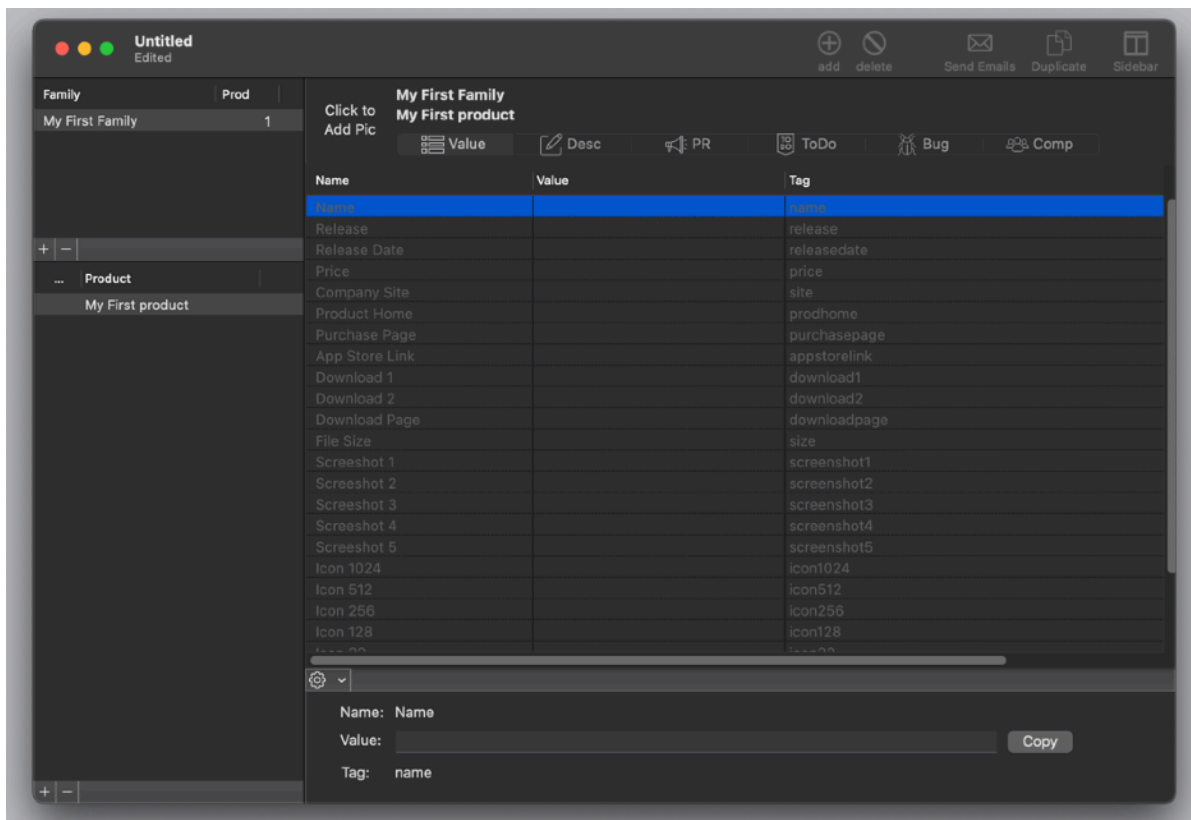 Untitled
Edited
add delete Send Emails Duplicate Sidebar
Family Prod
My First Family 1
... Product
My First product
Click to
Add Pic
My First Family
My First product
Value Desc PR ToDo Bug Comp
Name Value Tag
Name name
Release release
Release Date releasedate
Price price
Company Site site
Product Home prodhome
Purchase Page purchasepage
App Store Link appstorelink
Download 1 download1
Download 2 download2
Download Page downloadpage
File Size size
Screeshot 1 screenshot1
Screeshot 2 screenshot2
Screeshot 3 screenshot3
Screeshot 4 screenshot4
Screeshot 5 screenshot5
Icon 1024 icon1024
Icon 512 icon512
Icon 256 icon256
Icon 128 icon128
Name: Name
Value: Copy
Tag: name